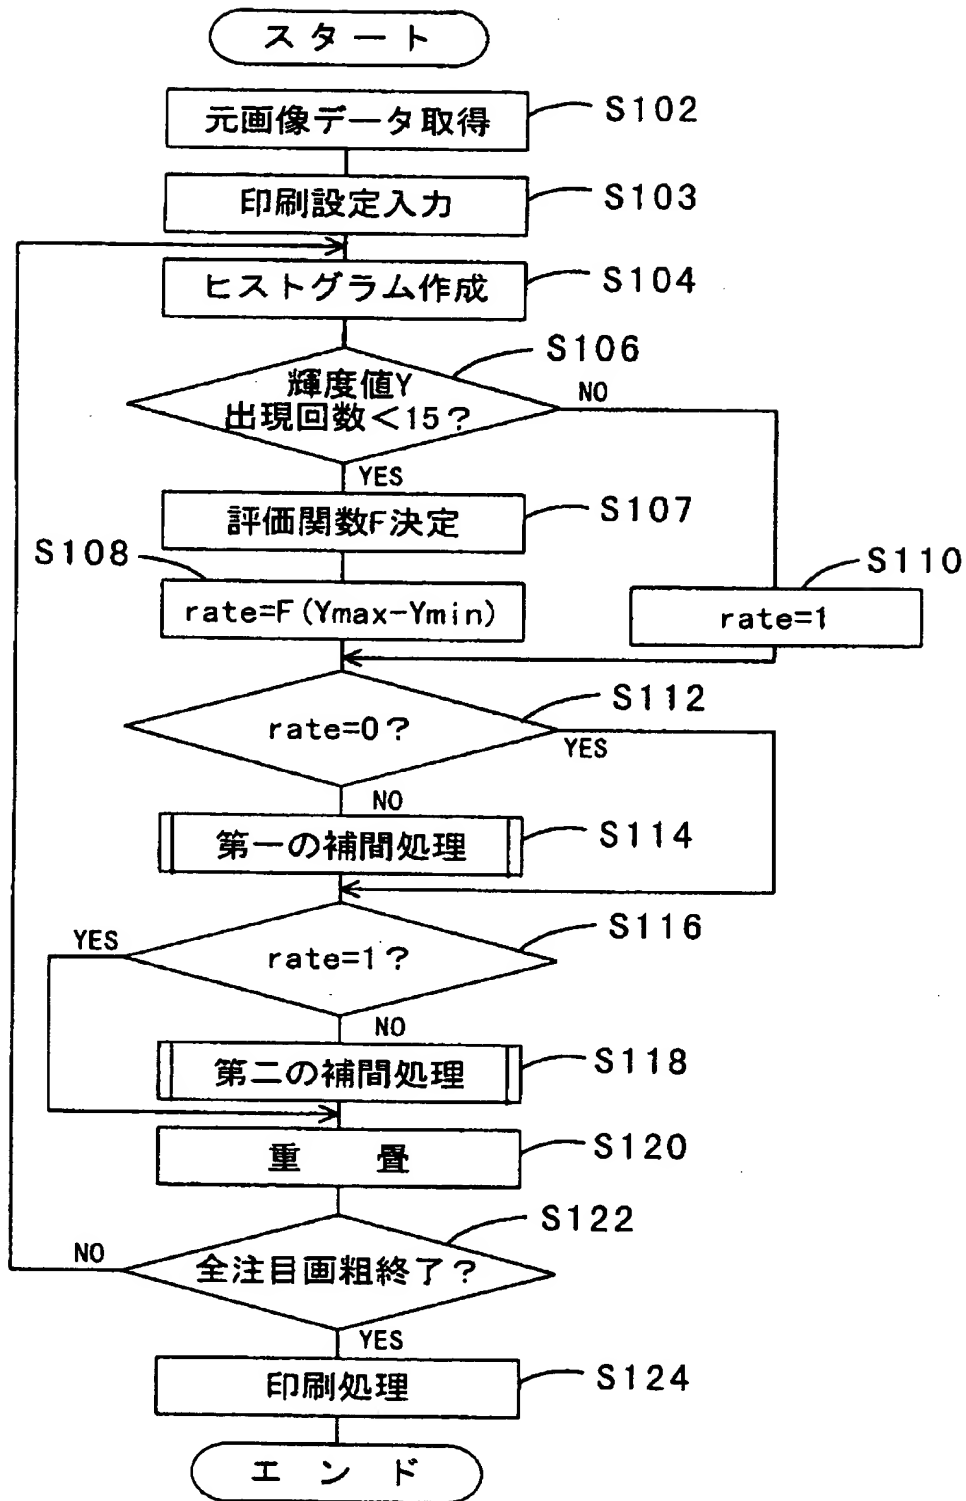 スタート
元画像データ取得
S102
印刷設定入力
S103
ヒストグラム作成
S104
S106
輝度値Y
出現回数<15?
NO
YES
評価関数F決定
S107
S108
rate=F(Ymax-Ymin)
S110
rate=1
S112
rate=0?
YES
NO
第一の補間処理
S114
S116
YES
rate=1?
NO
第二の補間処理
S118
重 畳
S120
S122
NO
全注目画粗終了?
YES
印刷処理
S124
エンド